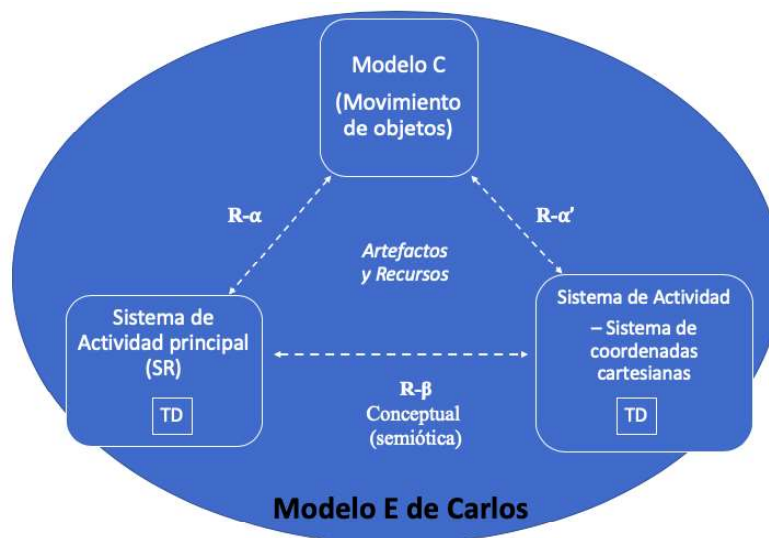 Modelo C
(Movimiento
de objetos)
R-α
R-α'
Artefactos
y Recursos
Sistema de
Actividad principal
(SR)
TD
Sistema de Actividad
– Sistema de
coordenadas
cartesianas
TD
R-β
Conceptual
(semiótica)
Modelo E de Carlos